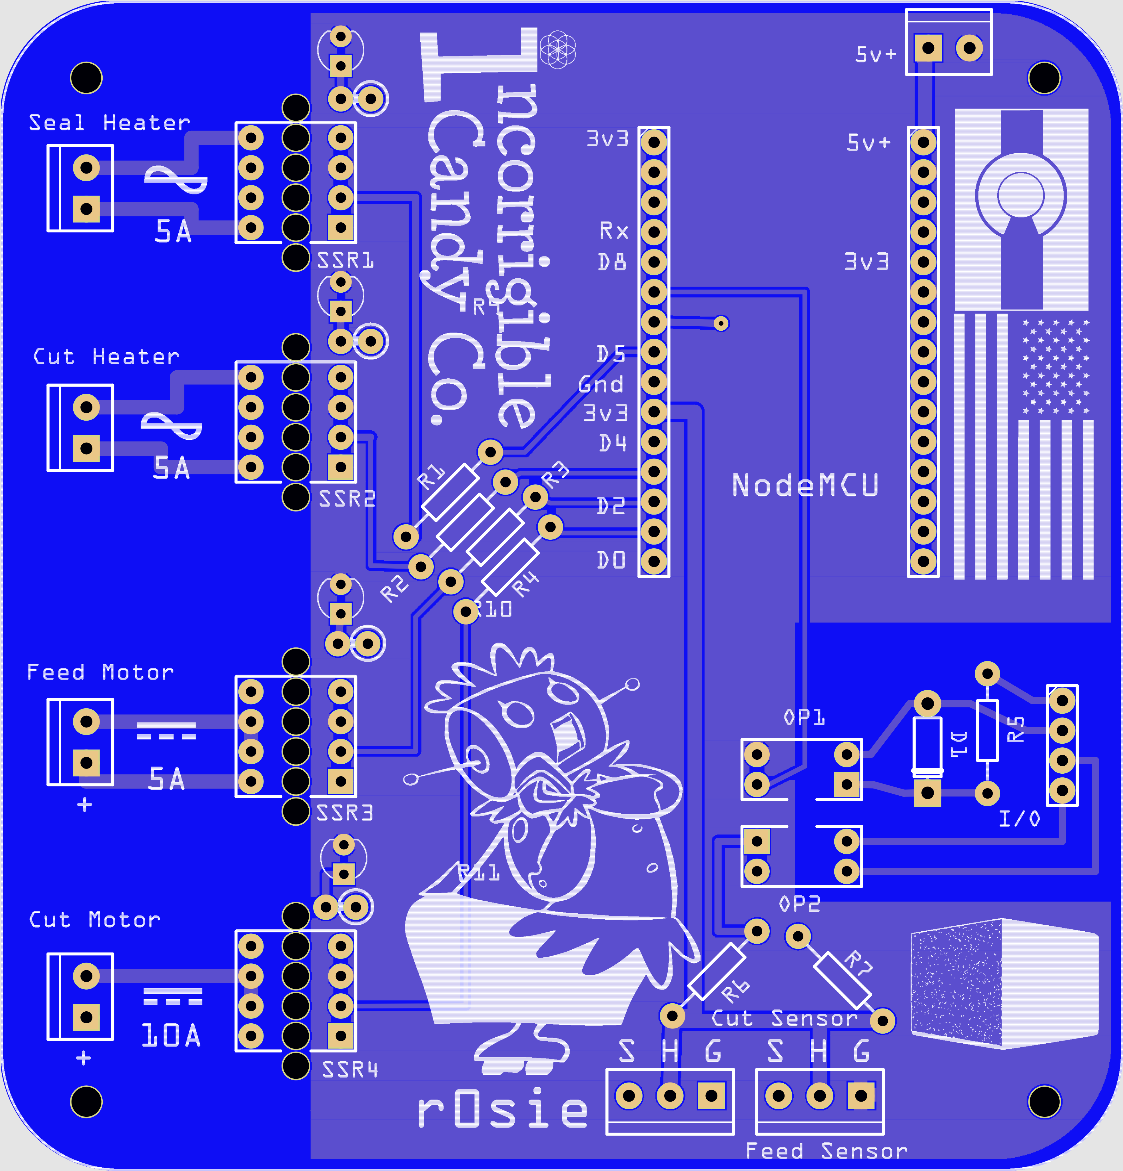 5v+
Seal Heater
5A
SSR1
Incorrigible
Candy Co.
3v3
Rx
D8
D5
Gnd
3v3
D4
D2
D0
5v+
3v3
NodeMCU
Cut Heater
5A
SSR2
R1
R3
R2
R4
R10
Feed Motor
5A
+
SSR3
OP1
D1
R5
I/O
OP2
R11
Cut Motor
10A
+
SSR4
R6
R7
Cut Sensor
S H G
S H G
r0sie
Feed Sensor